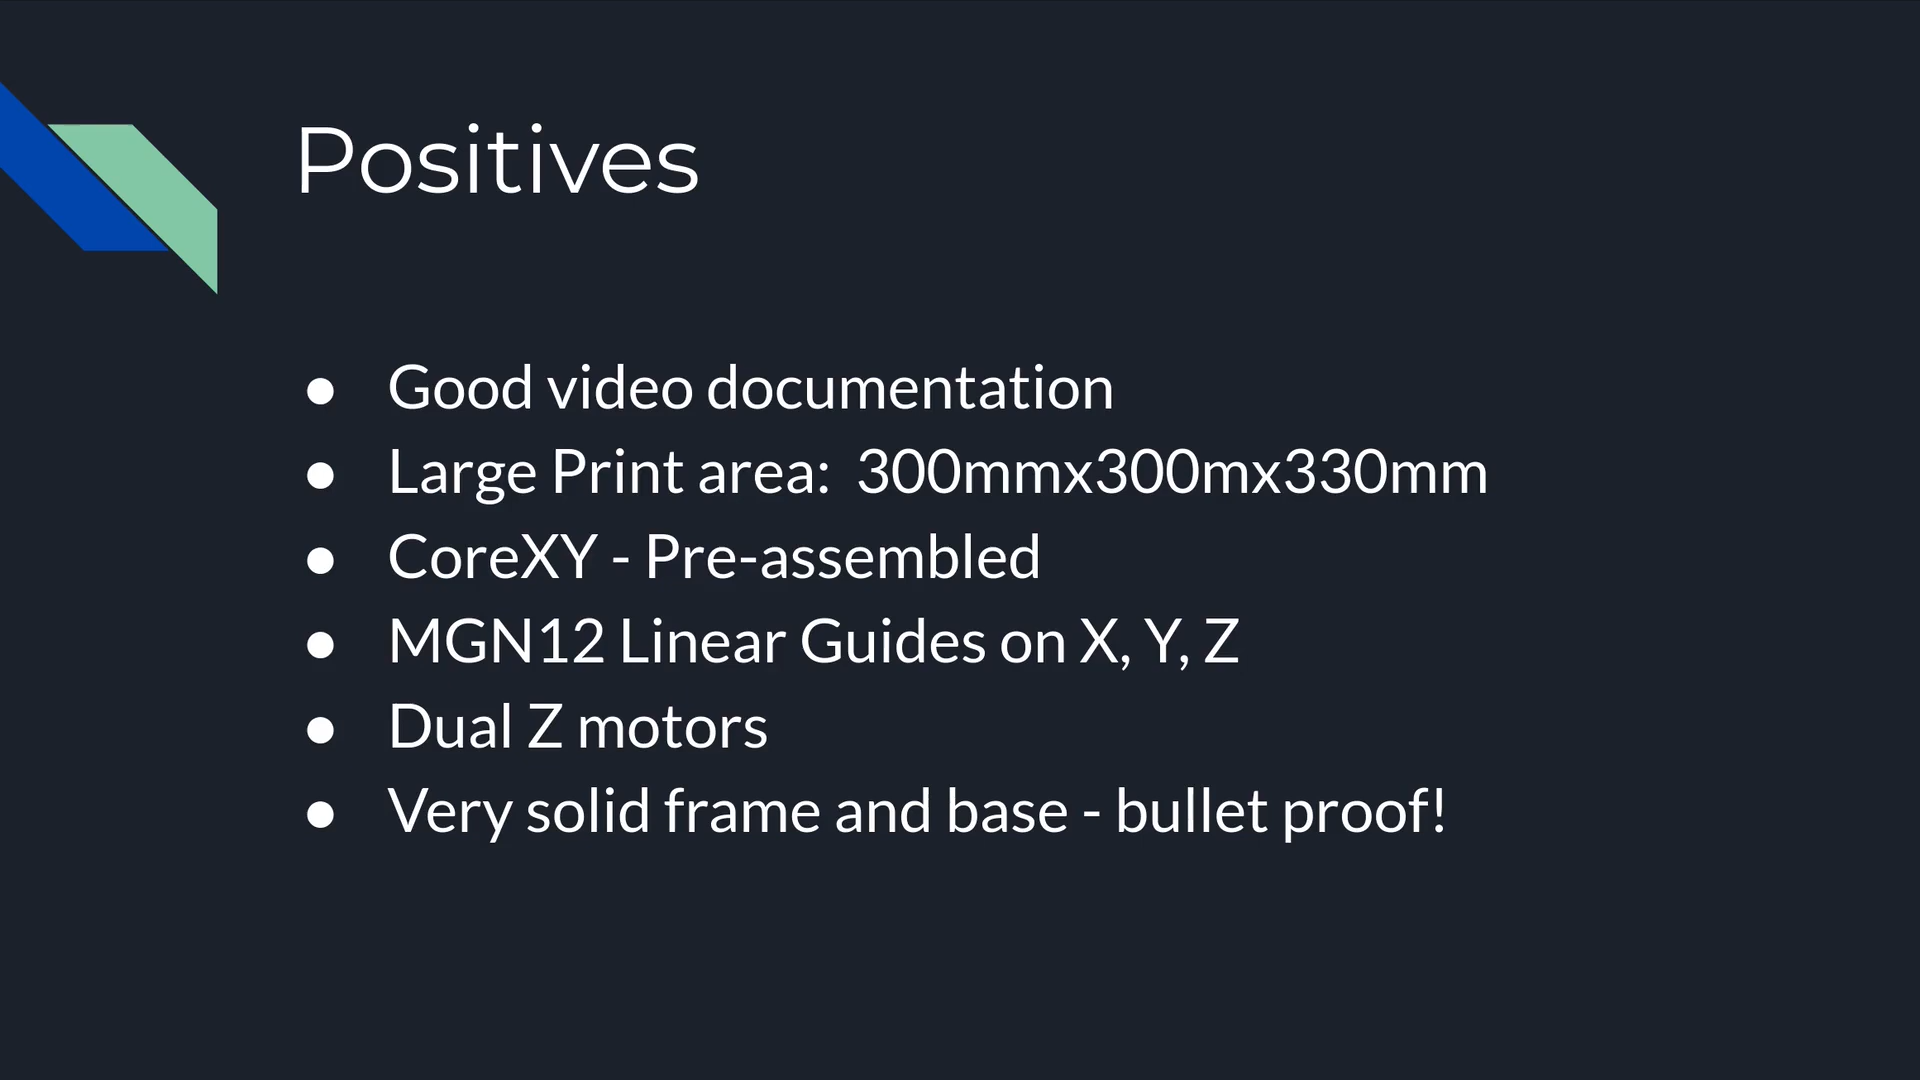 Positives
● Good video documentation
● Large Print area:  300mmx300mx330mm
● CoreXY - Pre-assembled
● MGN12 Linear Guides on X, Y, Z
● Dual Z motors
● Very solid frame and base - bullet proof!